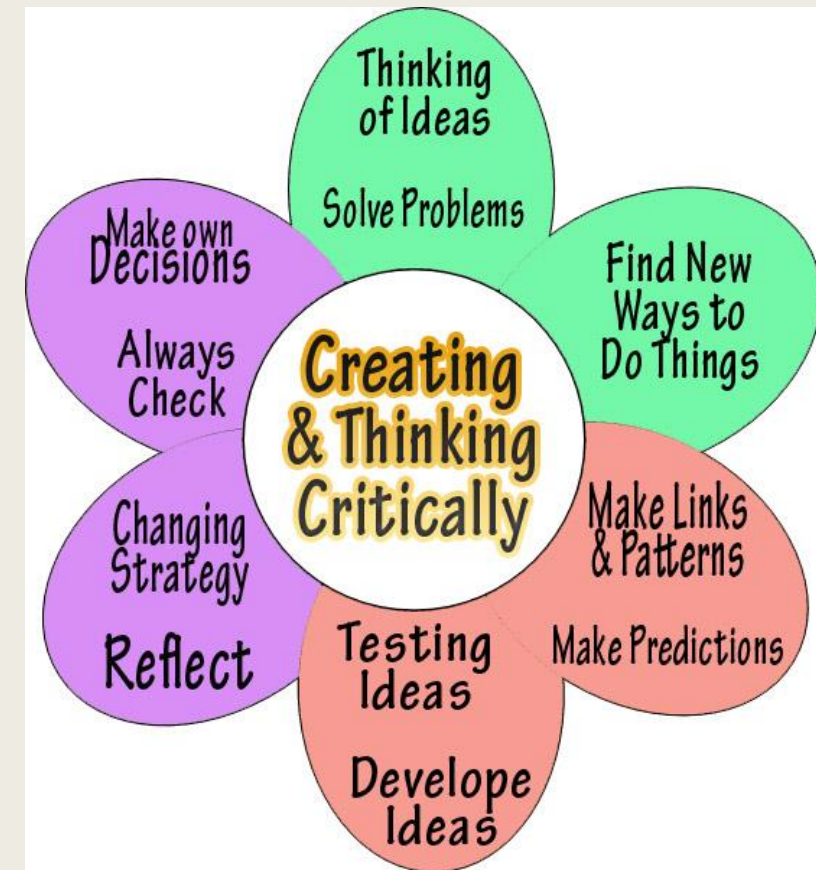 Thinking
of Ideas
Solve Problems
Find New
Ways to
Do Things
Make Links
& Patterns
Make Predictions
Testing
Ideas
Develope
Ideas
Changing
Strategy
Reflect
Make own
Decisions
Always
Check
Creating
& Thinking
Critically